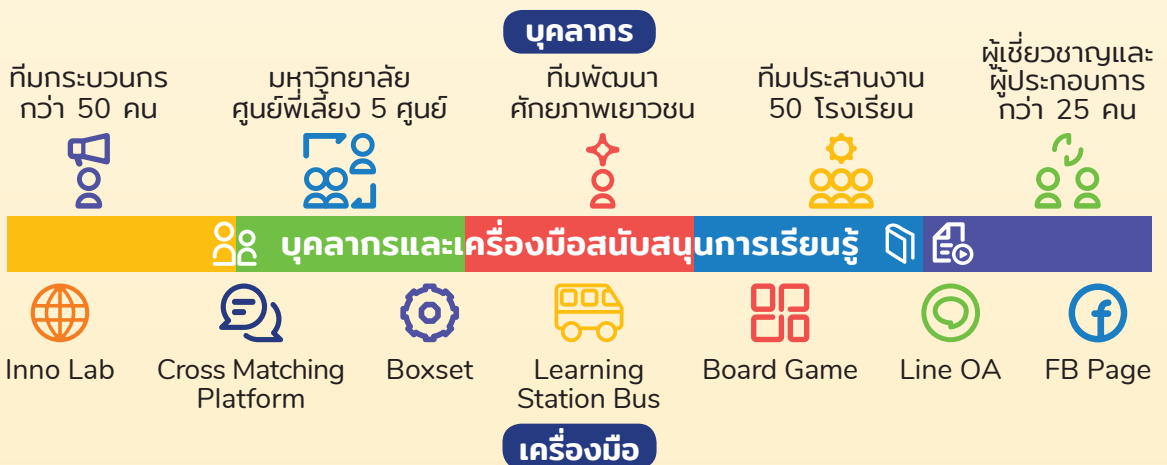 บุคลากร
ทีมกระบวนกร
กว่า 50 คน
มหาวิทยาลัย
ศูนย์พี่เลี้ยง 5 ศูนย์
ทีมพัฒนา
ศักยภาพเยาวชน
ทีมประสานงาน
50 โรงเรียน
ผู้เชี่ยวชาญและ
ผู้ประกอบการ
กว่า 25 คน
บุคลากรและเครื่องมือสนับสนุนการเรียนรู้
Inno Lab
Cross Matching
Platform
Boxset
Learning
Station Bus
Board Game
Line OA
FB Page
เครื่องมือ